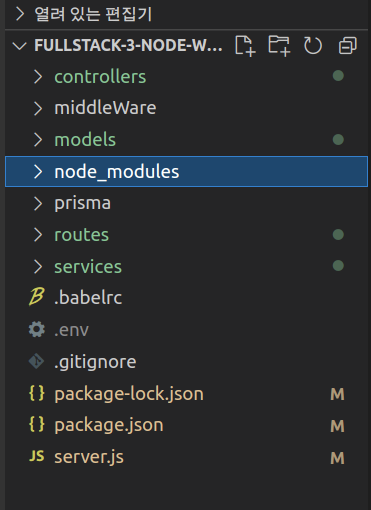 열려 있는 편집기
FULLSTACK-3-NODE-W...
controllers
middleWare
models
node_modules
prisma
routes
services
.babelrc
.env
.gitignore
package-lock.json M
package.json M
JS server.js M